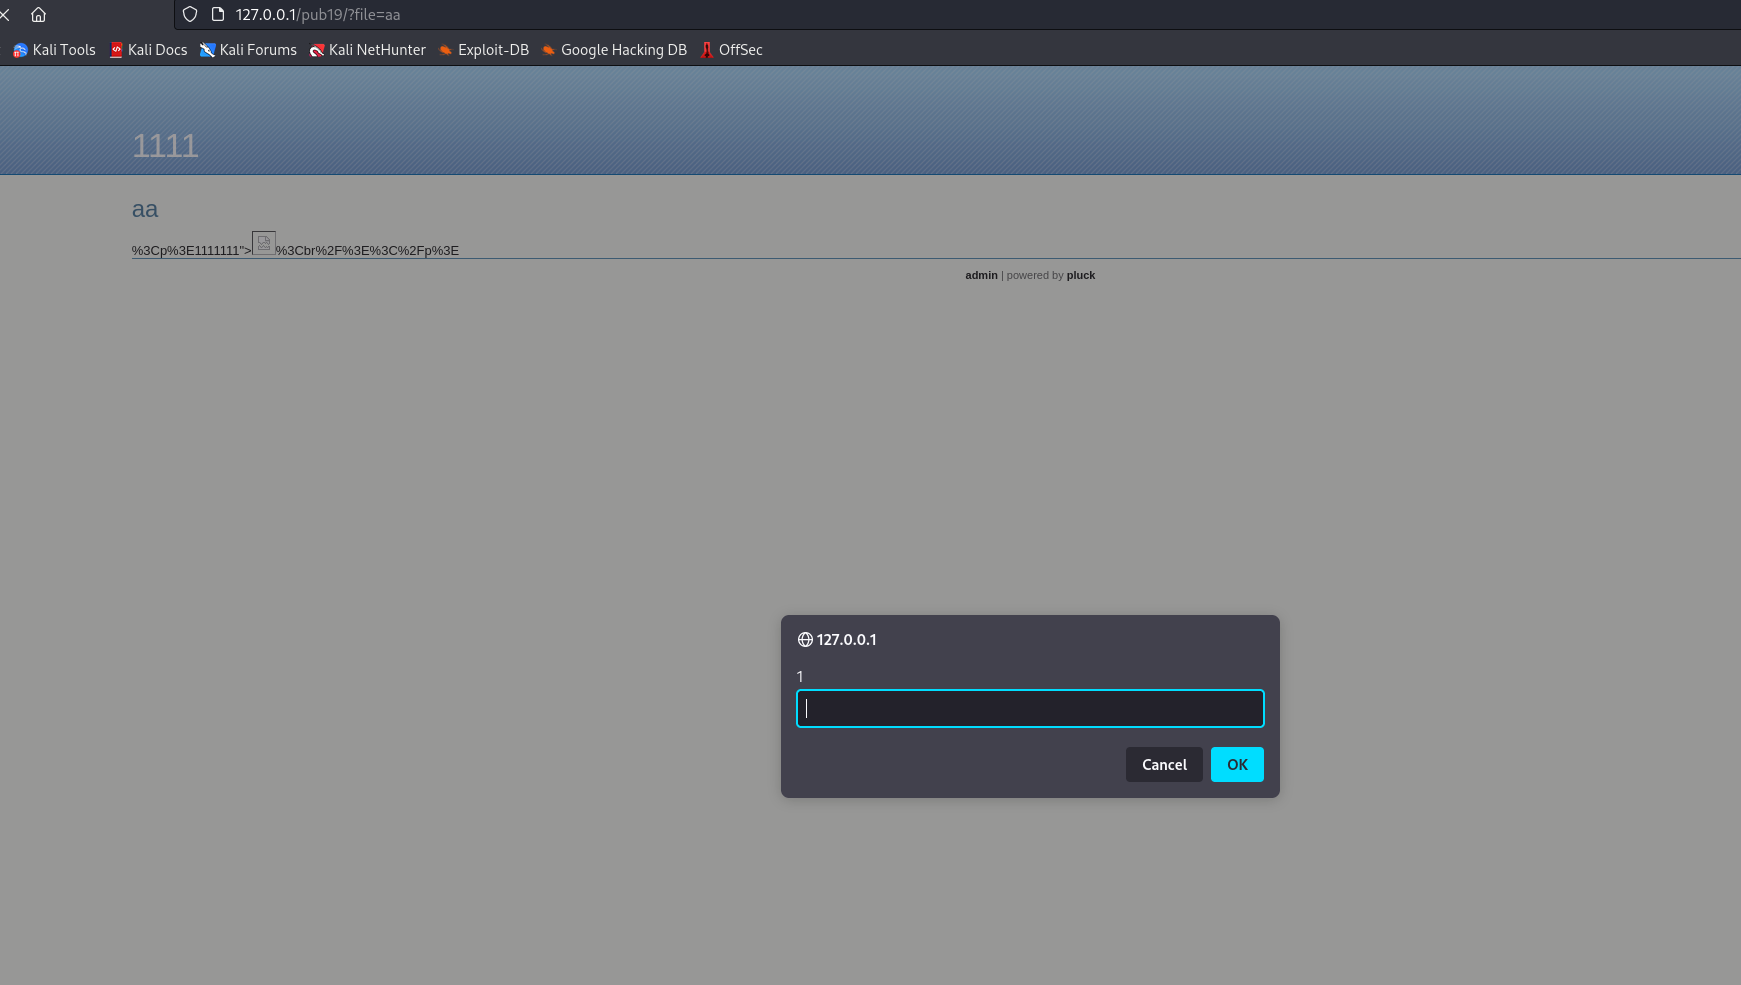 127.0.0.1/pub19/?file=aa
Kali Tools Kali Docs Kali Forums Kali NetHunter Exploit-DB Google Hacking DB OffSec
1111
aa
%3Cp%3E1111111">%3Cbr%2F%3E%3C%2Fp%3E
admin | powered by pluck
127.0.0.1
1
Cancel OK